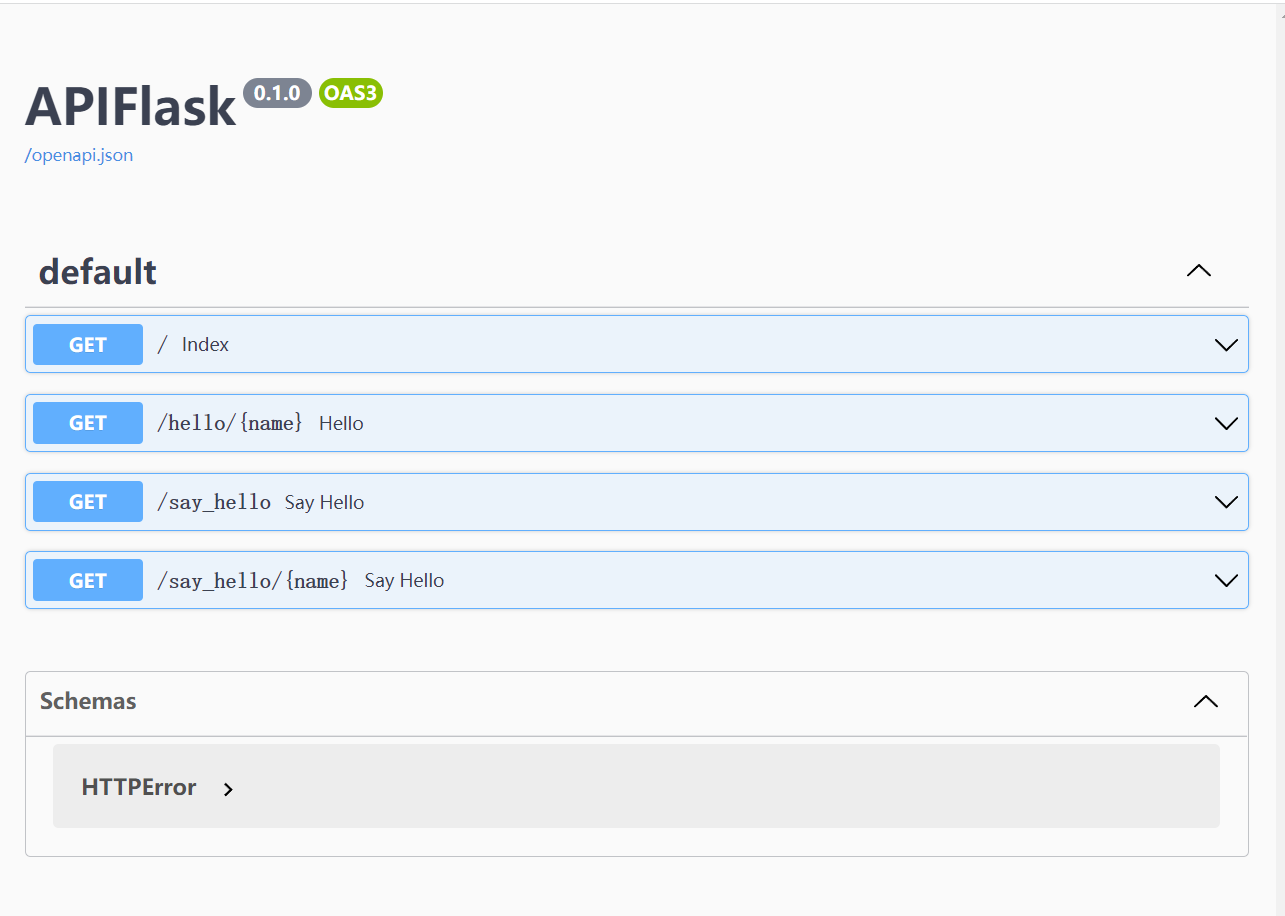 APIFlask 0.1.0 OAS3
/openapi.json
default
GET / Index
GET /hello/{name} Hello
GET /say_hello Say Hello
GET /say_hello/{name} Say Hello
Schemas
HTTPError